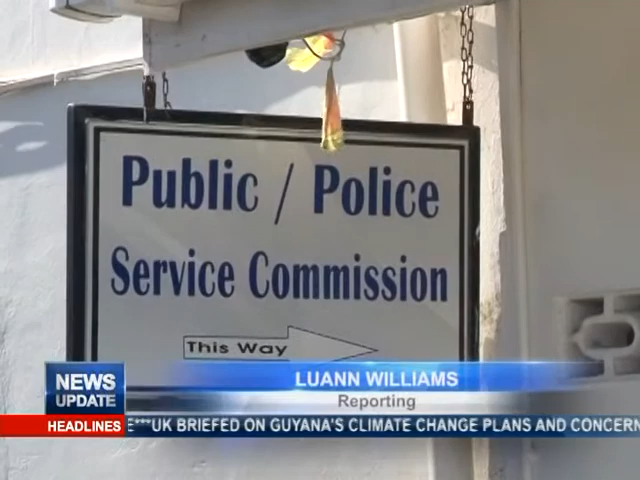 Public / Police
Service Commission
This Way
NEWS
UPDATE
LUANN WILLIAMS
Reporting
HEADLINES
E***UK BRIEFED ON GUYANA'S CLIMATE CHANGE PLANS AND CONCERN